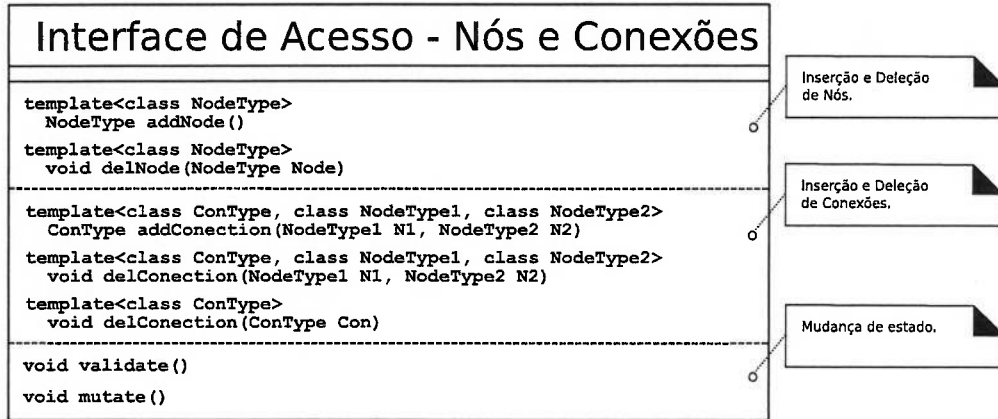 Interface de Acesso - Nós e Conexões
template<class NodeType>
NodeType addNode()
template<class NodeType>
void delNode(NodeType Node)
template<class ConType, class NodeType1, class NodeType2>
ConType addConection(NodeType1 N1, NodeType2 N2)
template<class ConType, class NodeType1, class NodeType2>
void delConection(NodeType1 N1, NodeType2 N2)
template<class ConType>
void delConection(ConType Con)
void validate()
void mutate()
Inserção e Deleção
de Nós.
Inserção e Deleção
de Conexões.
Mudança de estado.